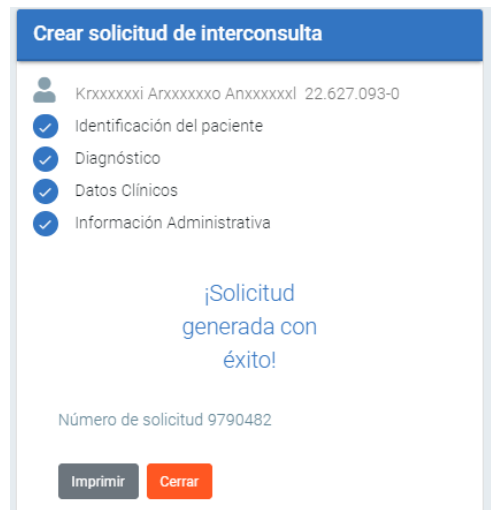 Crear solicitud de interconsulta
Krxxxxxxi Arxxxxxxo Anxxxxxxl 22.627.093-0
Identificación del paciente
Diagnóstico
Datos Clínicos
Información Administrativa
¡Solicitud
generada con
éxito!
Número de solicitud 9790482
Imprimir Cerrar